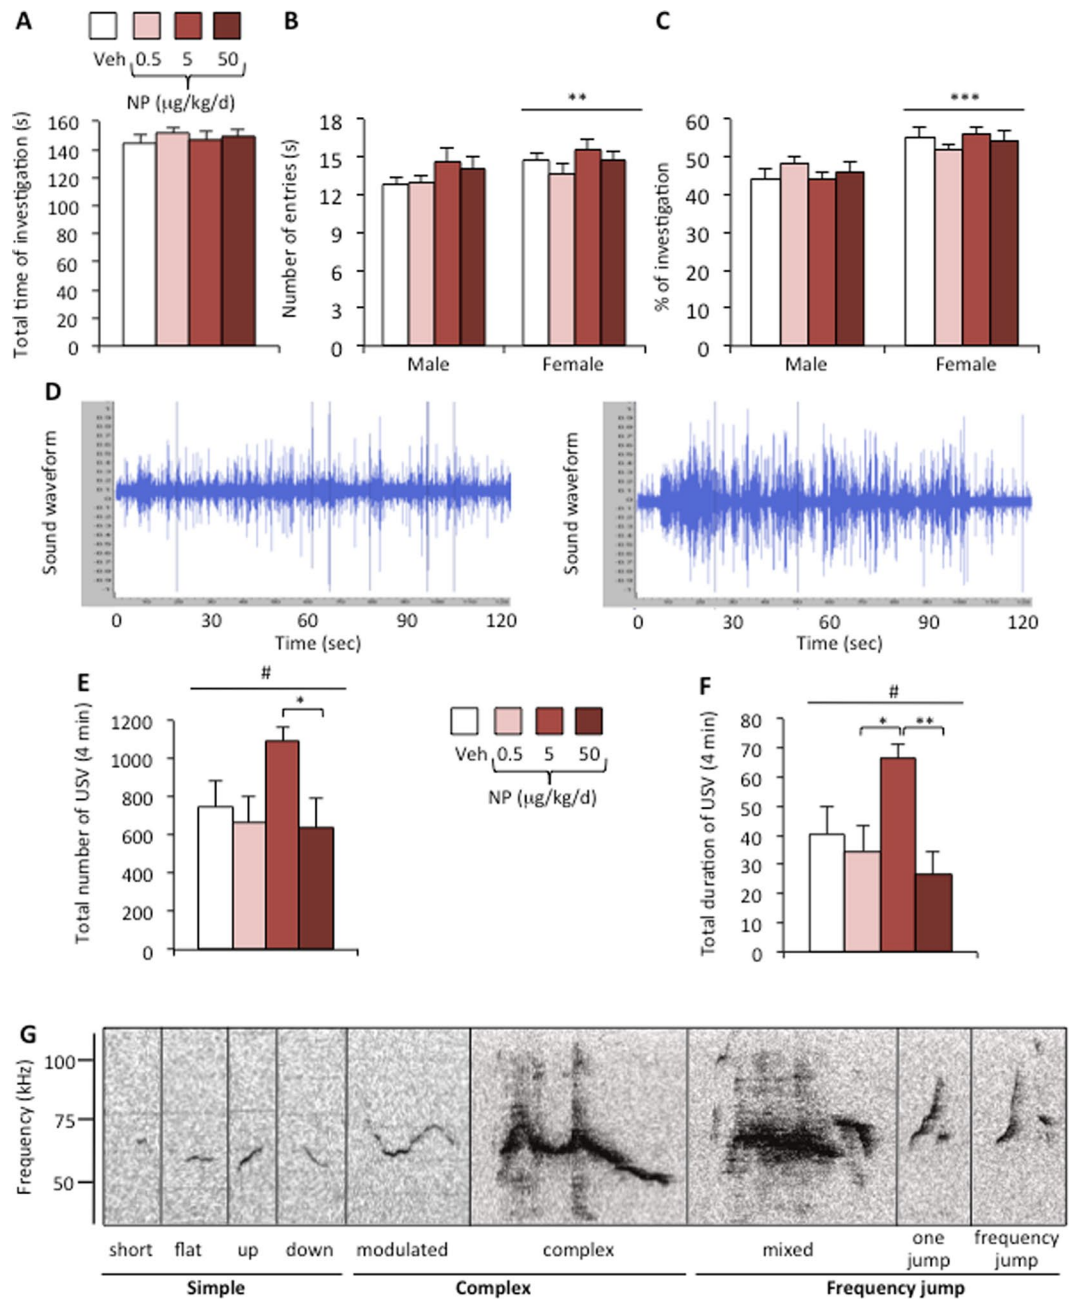 A
B
C
Veh 0.5 5 50
NP (µg/kg/d)
Total time of investigation (s)
160
140
120
100
80
60
40
20
0
**
Number of entries (s)
18
15
12
9
6
3
0
Male Female
***
% of investigation
60
50
40
30
20
10
0
Male Female
D
Sound waveform
0 30 60 90 120
Time (sec)
Sound waveform
0 30 60 90 120
Time (sec)
E
#
*
Total number of USV (4 min)
1200
1000
800
600
400
200
0
Veh 0.5 5 50
NP (µg/kg/d)
F
#
* **
Total duration of USV (4 min)
80
70
60
50
40
30
20
10
0
G
Frequency (kHz)
100
75
50
short flat up down modulated complex mixed one jump frequency jump
Simple Complex Frequency jump